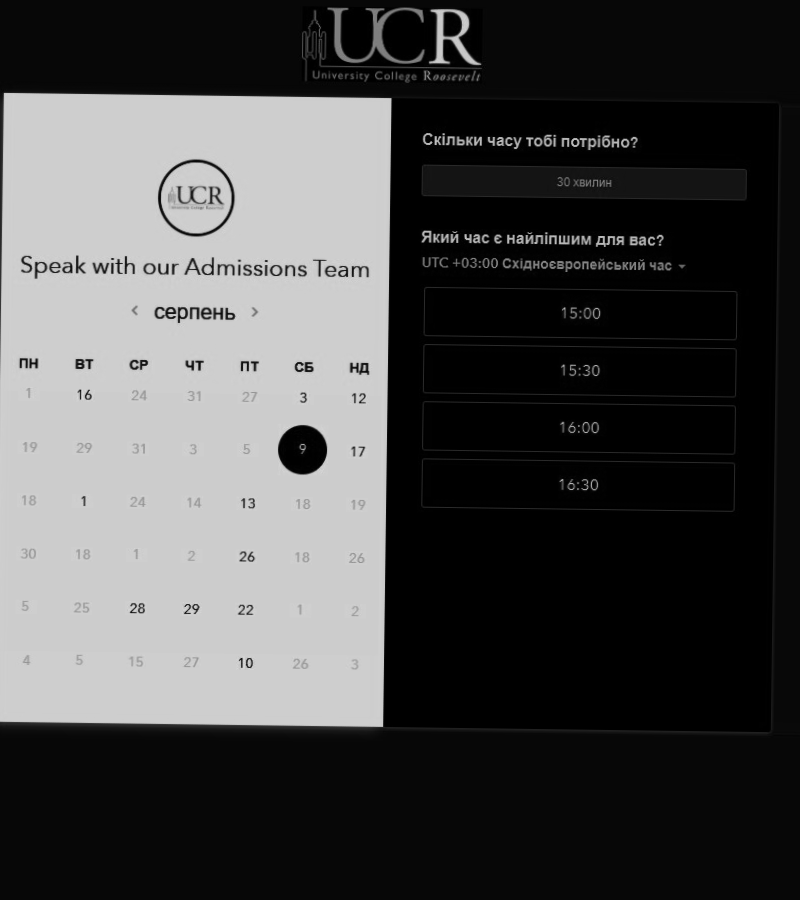 UCR
University College Roosevelt
UCR
University College Roosevelt
Speak with our Admissions Team
серпень
ПН ВТ СР ЧТ ПТ СБ НД
1 16 24 31 27 3 12
19 29 31 3 5 9 17
18 1 24 14 13 18 19
30 18 1 2 26 18 26
5 25 28 29 22 1 2
4 5 15 27 10 26 3
Скільки часу тобі потрібно?
30 хвилин
Який час є найліпшим для вас?
UTC +03:00 Східноєвропейський час
15:00
15:30
16:00
16:30